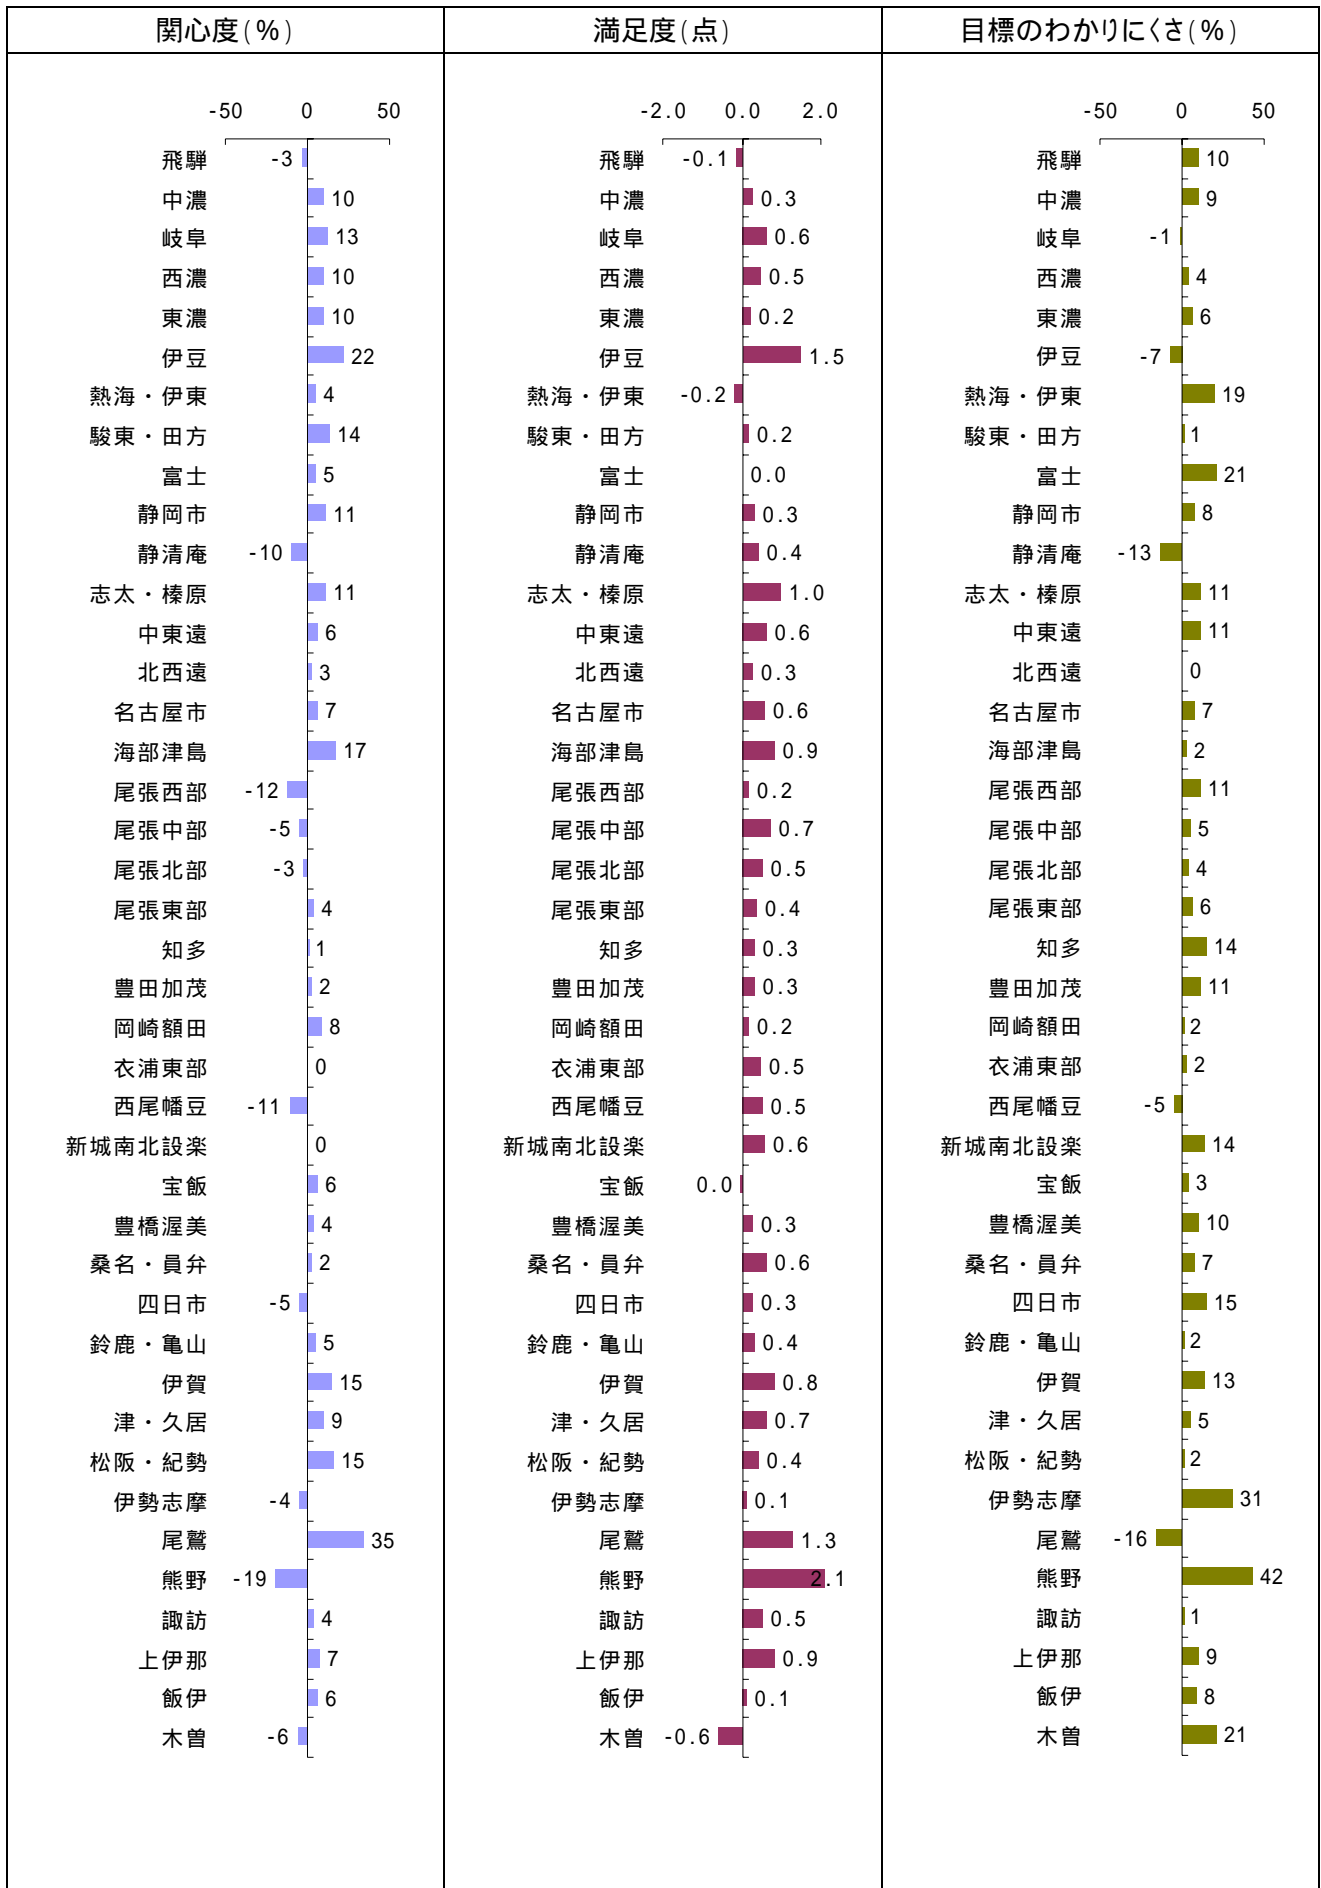 関心度(%) 満足度(点) 目標のわかりにくさ(%)
-50 0 50 -2.0 0.0 2.0 -50 0 50
飛騨 -3 飛騨 -0.1 飛騨 10
中濃 10 中濃 0.3 中濃 9
岐阜 13 岐阜 0.6 岐阜 -1
西濃 10 西濃 0.5 西濃 4
東濃 10 東濃 0.2 東濃 6
伊豆 22 伊豆 1.5 伊豆 -7
熱海・伊東 4 熱海・伊東 -0.2 熱海・伊東 19
駿東・田方 14 駿東・田方 0.2 駿東・田方 1
富士 5 富士 0.0 富士 21
静岡市 11 静岡市 0.3 静岡市 8
静清庵 -10 静清庵 0.4 静清庵 -13
志太・榛原 11 志太・榛原 1.0 志太・榛原 11
中東遠 6 中東遠 0.6 中東遠 11
北西遠 3 北西遠 0.3 北西遠 0
名古屋市 7 名古屋市 0.6 名古屋市 7
海部津島 17 海部津島 0.9 海部津島 2
尾張西部 -12 尾張西部 0.2 尾張西部 11
尾張中部 -5 尾張中部 0.7 尾張中部 5
尾張北部 -3 尾張北部 0.5 尾張北部 4
尾張東部 4 尾張東部 0.4 尾張東部 6
知多 1 知多 0.3 知多 14
豊田加茂 2 豊田加茂 0.3 豊田加茂 11
岡崎額田 8 岡崎額田 0.2 岡崎額田 2
衣浦東部 0 衣浦東部 0.5 衣浦東部 2
西尾幡豆 -11 西尾幡豆 0.5 西尾幡豆 -5
新城南北設楽 0 新城南北設楽 0.6 新城南北設楽 14
宝飯 6 宝飯 0.0 宝飯 3
豊橋渥美 4 豊橋渥美 0.3 豊橋渥美 10
桑名・員弁 2 桑名・員弁 0.6 桑名・員弁 7
四日市 -5 四日市 0.3 四日市 15
鈴鹿・亀山 5 鈴鹿・亀山 0.4 鈴鹿・亀山 2
伊賀 15 伊賀 0.8 伊賀 13
津・久居 9 津・久居 0.7 津・久居 5
松阪・紀勢 15 松阪・紀勢 0.4 松阪・紀勢 2
伊勢志摩 -4 伊勢志摩 0.1 伊勢志摩 31
尾鷲 35 尾鷲 1.3 尾鷲 -16
熊野 -19 熊野 2.1 熊野 42
諏訪 4 諏訪 0.5 諏訪 1
上伊那 7 上伊那 0.9 上伊那 9
飯伊 6 飯伊 0.1 飯伊 8
木曽 -6 木曽 -0.6 木曽 21